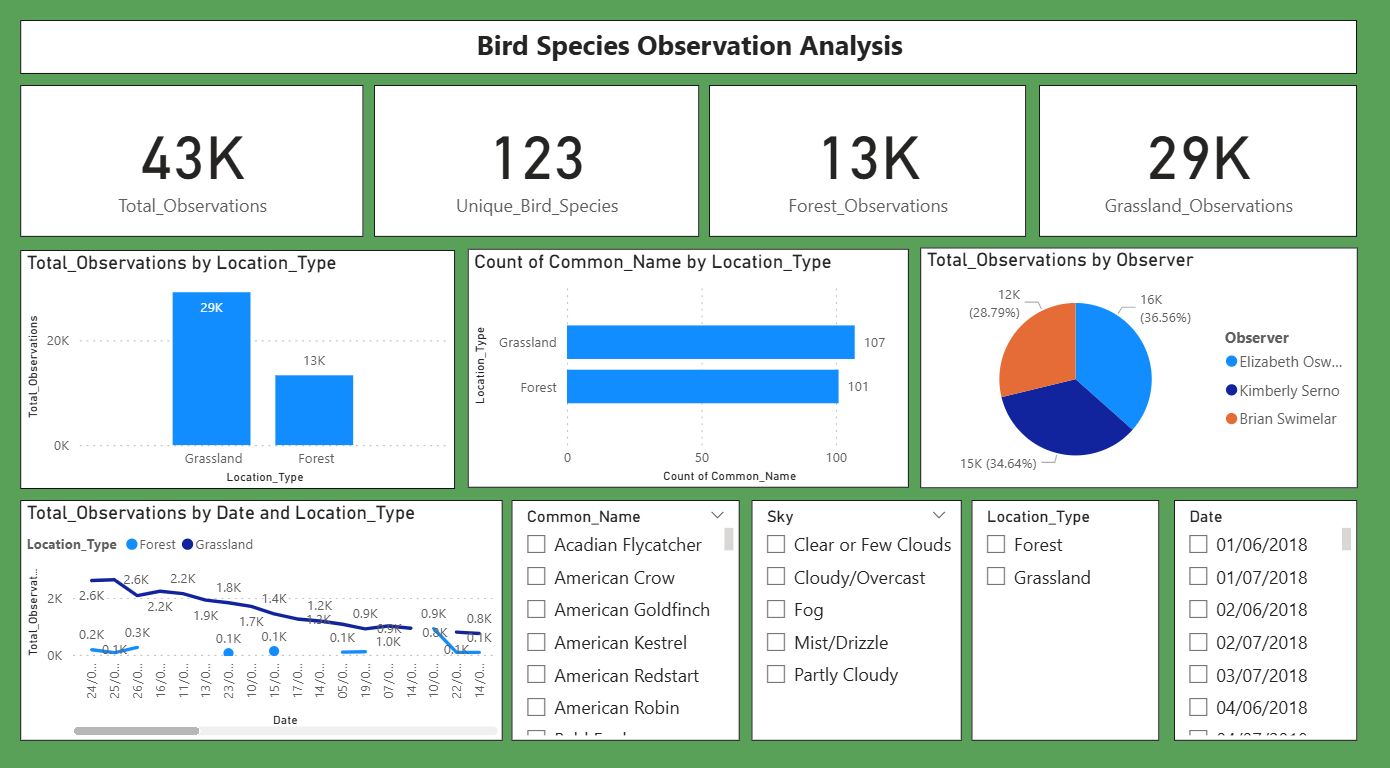 Bird Species Observation Analysis
43K
Total_Observations
123
Unique_Bird_Species
13K
Forest_Observations
29K
Grassland_Observations
Total_Observations by Location_Type
Total_Observations
20K
0K
29K
13K
Grassland
Forest
Location_Type
Count of Common_Name by Location_Type
Location_Type
Grassland
107
Forest
101
0
50
100
Count of Common_Name
Total_Observations by Observer
12K
(28.79%)
16K
(36.56%)
15K (34.64%)
Observer
Elizabeth Osw...
Kimberly Serno
Brian Swimelar
Total_Observations by Date and Location_Type
Location_Type
Forest
Grassland
Total_Observat...
2K
0K
2.6K
2.6K
2.2K
2.2K
1.9K
1.8K
1.7K
1.4K
1.3K
1.2K
0.9K
0.9K
1.0K
0.9K
0.8K
0.8K
0.2K
0.1K
0.3K
0.1K
0.1K
0.1K
0.1K
0.1K
24/0...
25/0...
26/0...
16/0...
11/0...
13/0...
23/0...
10/0...
15/0...
17/0...
14/0...
05/0...
19/0...
07/0...
14/0...
10/0...
22/0...
14/0...
Date
Common_Name
Acadian Flycatcher
American Crow
American Goldfinch
American Kestrel
American Redstart
American Robin
Sky
Clear or Few Clouds
Cloudy/Overcast
Fog
Mist/Drizzle
Partly Cloudy
Location_Type
Forest
Grassland
Date
01/06/2018
01/07/2018
02/06/2018
02/07/2018
03/07/2018
04/06/2018